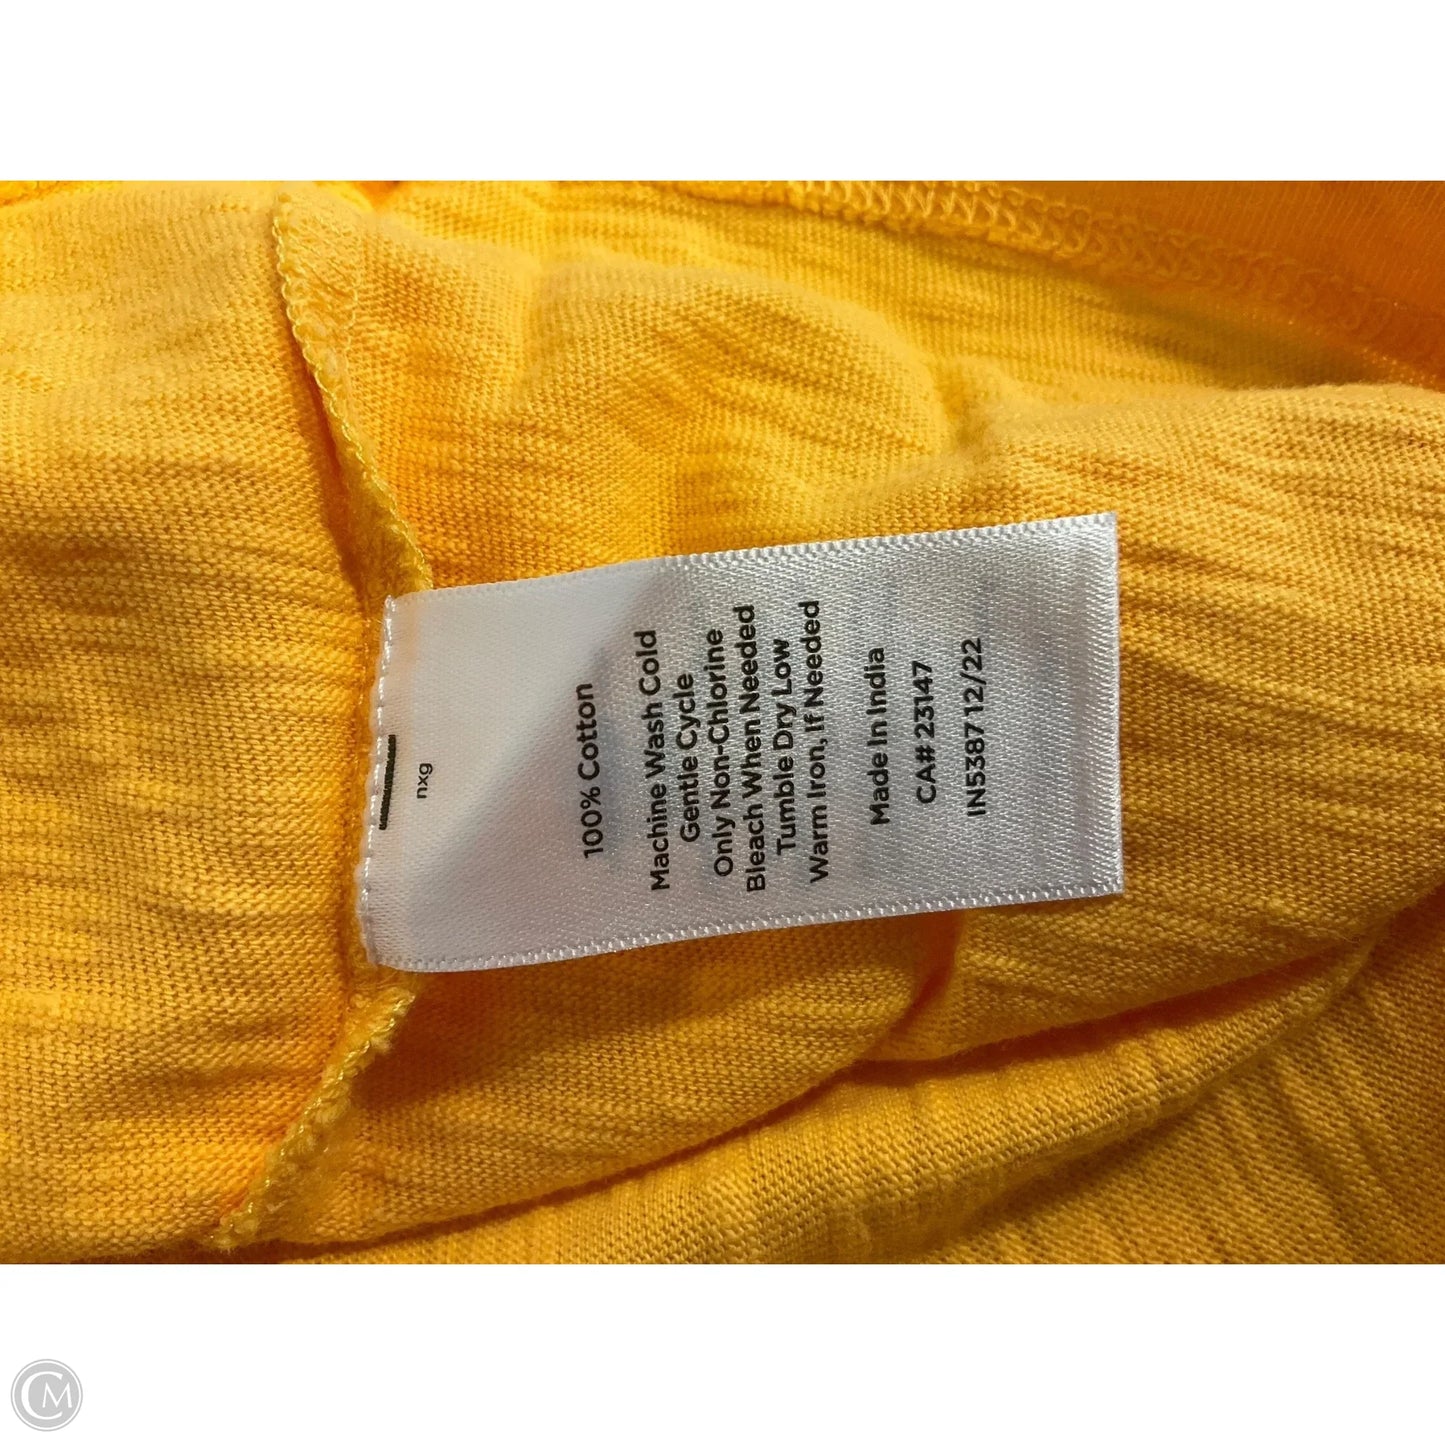 nxg
100% Cotton
Machine Wash Cold
Gentle Cycle
Only Non-Chlorine
Bleach When Needed
Tumble Dry Low
Warm Iron, If Needed
Made In India
CA# 23147
IN5387 12/22
CM